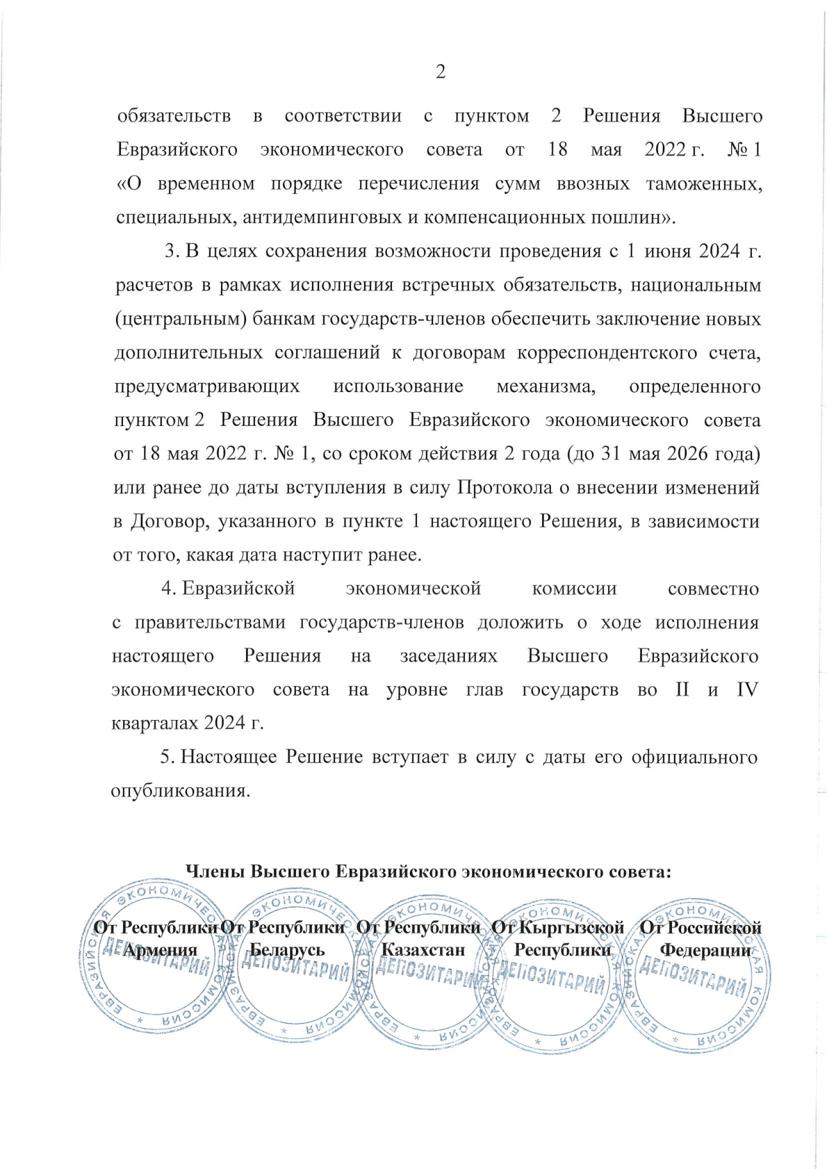 2
обязательств в соответствии с пунктом 2 Решения Высшего
Евразийского экономического совета от 18 мая 2022 г. № 1
«О временном порядке перечисления сумм ввозных таможенных,
специальных, антидемпинговых и компенсационных пошлин».
3. В целях сохранения возможности проведения с 1 июня 2024 г.
расчетов в рамках исполнения встречных обязательств, национальным
(центральным) банкам государств-членов обеспечить заключение новых
дополнительных соглашений к договорам корреспондентского счета,
предусматривающих использование механизма, определенного
пунктом 2 Решения Высшего Евразийского экономического совета
от 18 мая 2022 г. № 1, со сроком действия 2 года (до 31 мая 2026 года)
или ранее до даты вступления в силу Протокола о внесении изменений
в Договор, указанного в пункте 1 настоящего Решения, в зависимости
от того, какая дата наступит ранее.
4. Евразийской экономической комиссии совместно
с правительствами государств-членов доложить о ходе исполнения
настоящего Решения на заседаниях Высшего Евразийского
экономического совета на уровне глав государств во II и IV
кварталах 2024 г.
5. Настоящее Решение вступает в силу с даты его официального
опубликования.
Члены Высшего Евразийского экономического совета:
От Республики От Республики От Республики От Кыргызской От Российской
Армения Беларусь Казахстан Республики Федерации
ЕВРАЗИЙСКАЯ ЭКОНОМИЧЕСКАЯ КОМИССИЯ * ДЕПОЗИТАРИЙ
ЕВРАЗИЙСКАЯ ЭКОНОМИЧЕСКАЯ КОМИССИЯ * ДЕПОЗИТАРИЙ
ЕВРАЗИЙСКАЯ ЭКОНОМИЧЕСКАЯ КОМИССИЯ * ДЕПОЗИТАРИЙ
ЕВРАЗИЙСКАЯ ЭКОНОМИЧЕСКАЯ КОМИССИЯ * ДЕПОЗИТАРИЙ
ЕВРАЗИЙСКАЯ ЭКОНОМИЧЕСКАЯ КОМИССИЯ * ДЕПОЗИТАРИЙ